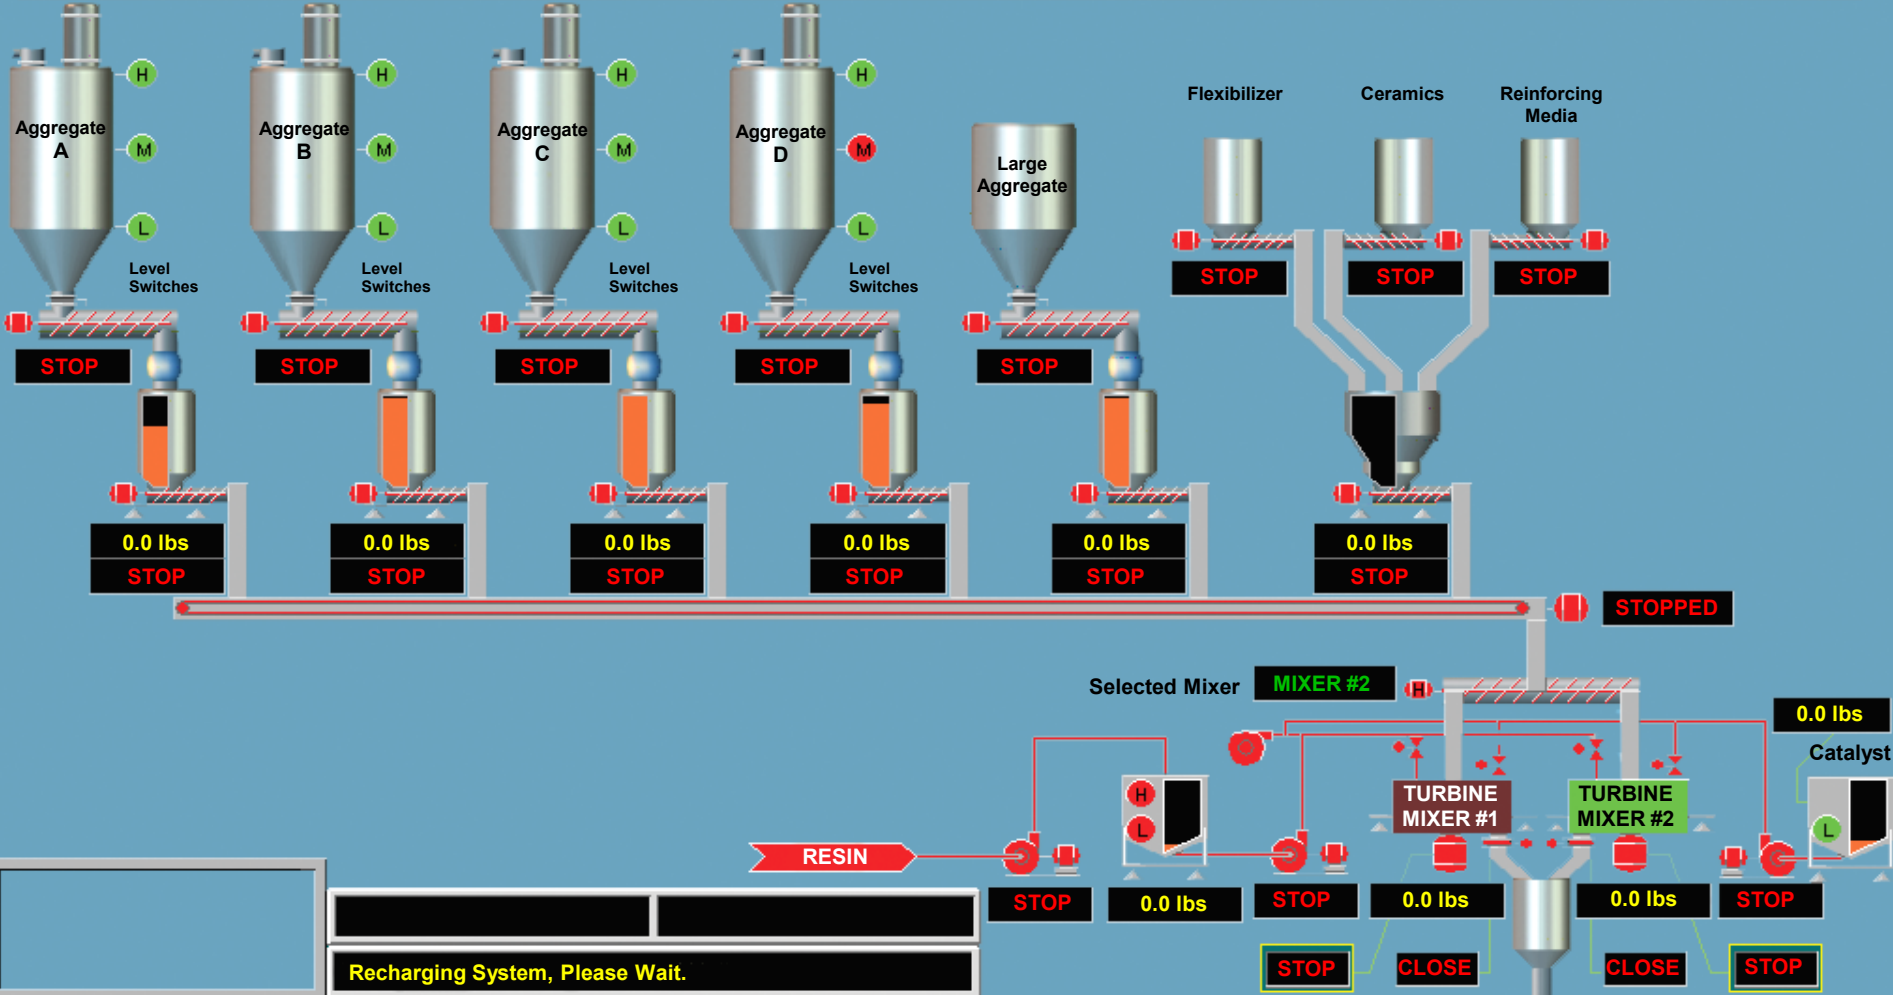 H
H
H
H
Flexibilizer
Ceramics
Reinforcing
Media
Aggregate
A
Aggregate
B
Aggregate
C
Aggregate
D
M
M
M
M
Large
Aggregate
L
L
L
L
Level
Switches
Level
Switches
Level
Switches
Level
Switches
STOP
STOP
STOP
STOP
STOP
STOP
STOP
STOP
0.0 lbs
STOP
0.0 lbs
STOP
0.0 lbs
STOP
0.0 lbs
STOP
0.0 lbs
STOP
0.0 lbs
STOP
STOPPED
Selected Mixer
MIXER #2
H
0.0 lbs
Catalyst
H
L
TURBINE
MIXER #1
TURBINE
MIXER #2
L
RESIN
STOP
0.0 lbs
STOP
0.0 lbs
0.0 lbs
STOP
STOP
CLOSE
CLOSE
STOP
Recharging System, Please Wait.